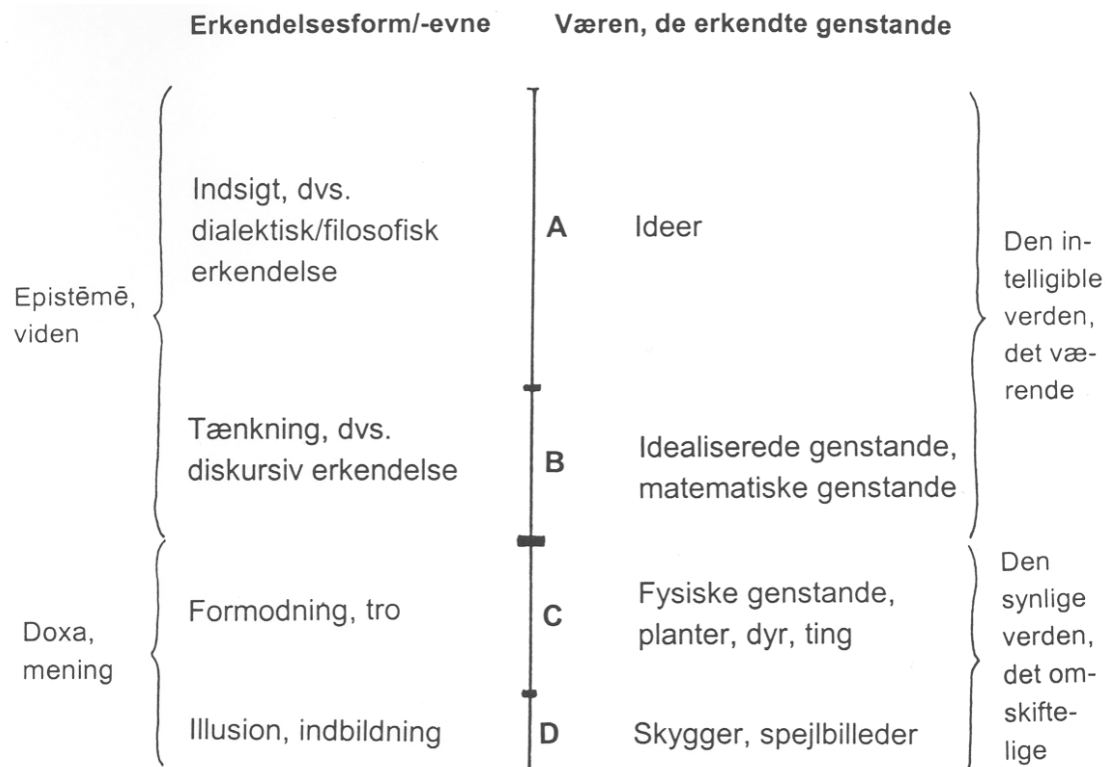 Erkendelsesform/-evne
Væren, de erkendte genstande
Epistēmē,
viden
Indsigt, dvs.
dialektisk/filosofisk
erkendelse
A
Ideer
Den in-
telligible
verden,
det væ-
rende
Tænkning, dvs.
diskursiv erkendelse
B
Idealiserede genstande,
matematiske genstande
Doxa,
mening
Formodning, tro
C
Fysiske genstande,
planter, dyr, ting
Den
synlige
verden,
det om-
skifte-
lige
Illusion, indbildning
D
Skygger, spejlbilleder